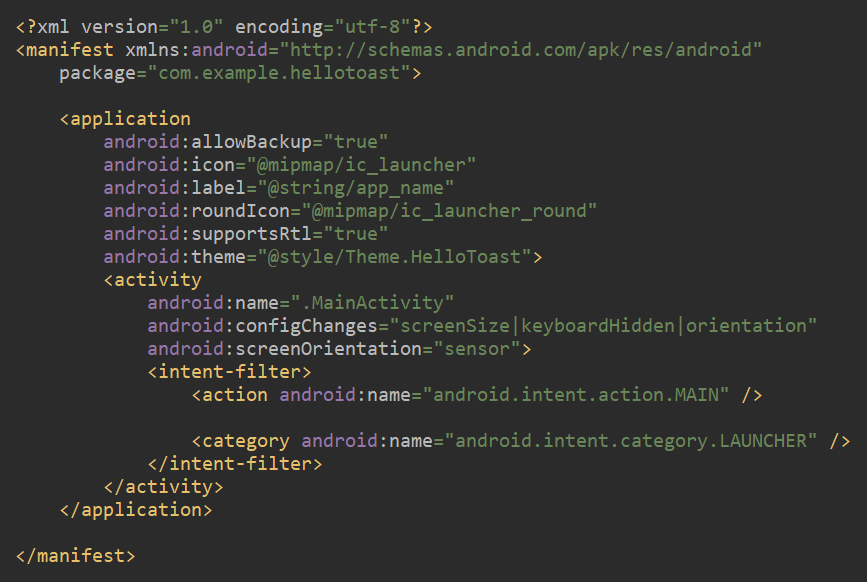 <?xml version="1.0" encoding="utf-8"?>
<manifest xmlns:android="http://schemas.android.com/apk/res/android"
    package="com.example.hellotoast">

    <application
        android:allowBackup="true"
        android:icon="@mipmap/ic_launcher"
        android:label="@string/app_name"
        android:roundIcon="@mipmap/ic_launcher_round"
        android:supportsRtl="true"
        android:theme="@style/Theme.HelloToast">
        <activity
            android:name=".MainActivity"
            android:configChanges="screenSize|keyboardHidden|orientation"
            android:screenOrientation="sensor">
            <intent-filter>
                <action android:name="android.intent.action.MAIN" />

                <category android:name="android.intent.category.LAUNCHER" />
            </intent-filter>
        </activity>
    </application>

</manifest>